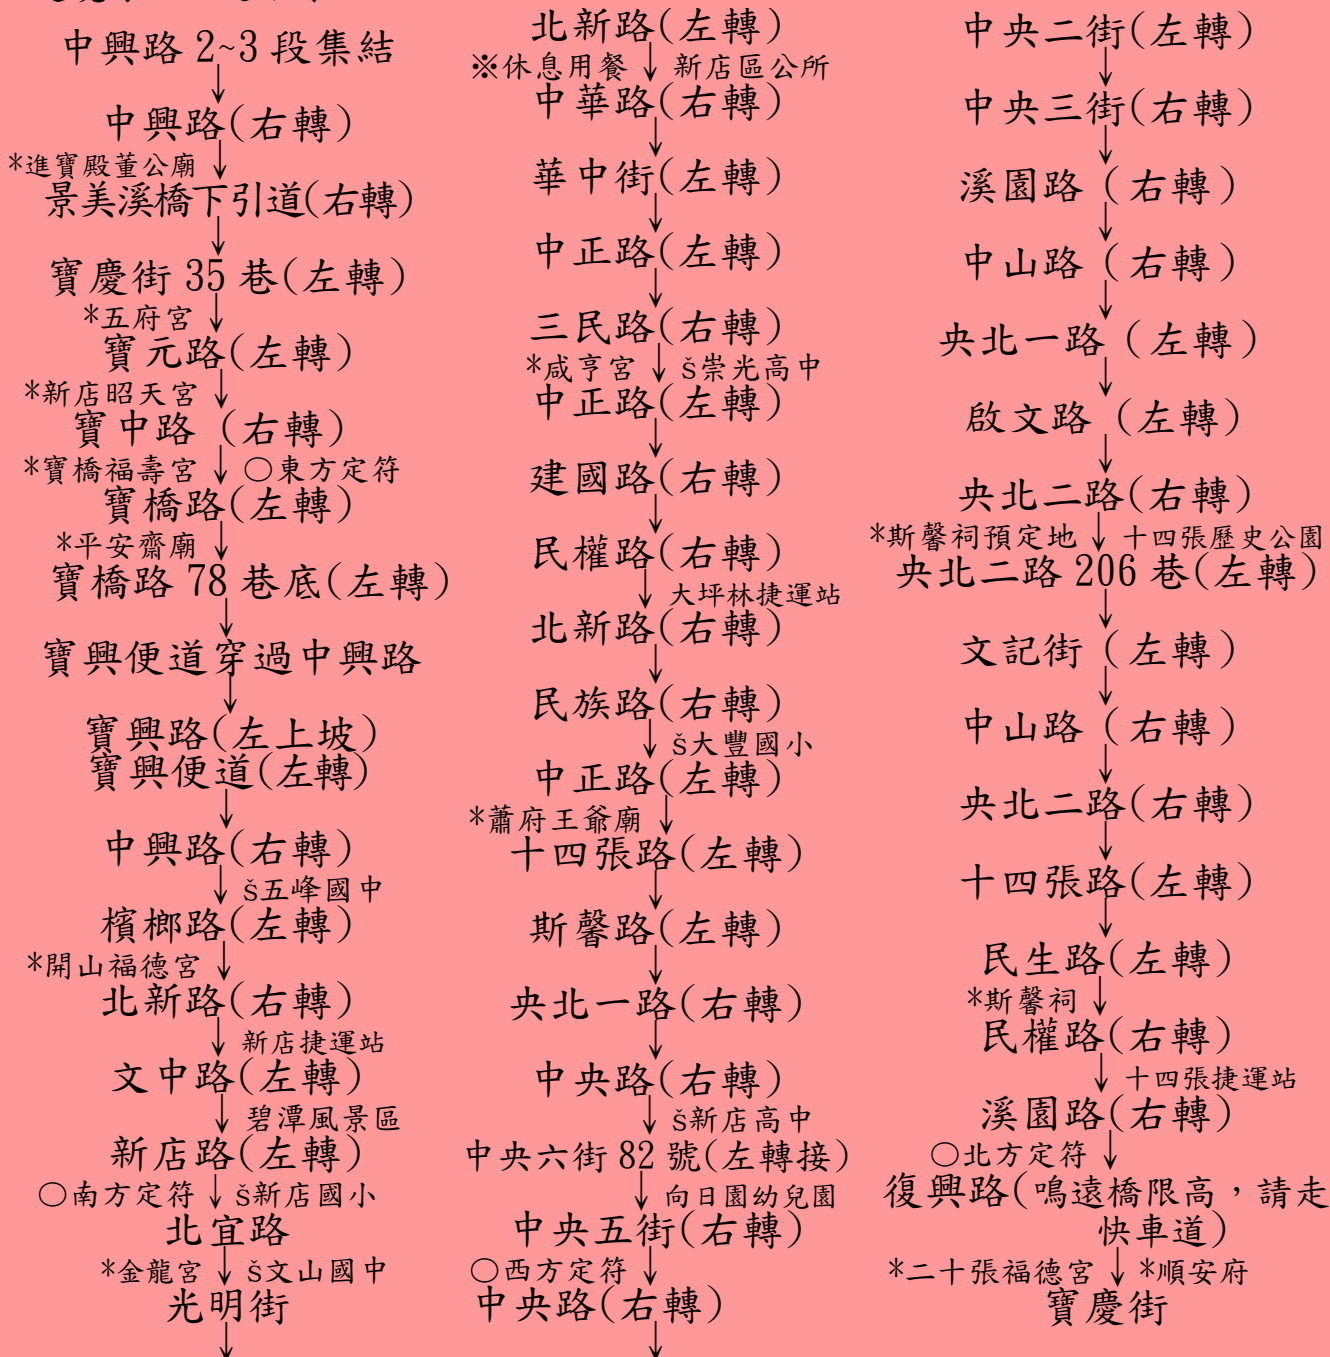 中興路 2~3 段集結
中興路(右轉)
*進寶殿董公廟
景美溪橋下引道(右轉)
寶慶街 35 巷(左轉)
*五府宮
寶元路(左轉)
*新店昭天宮
寶中路 (右轉)
*寶橋福壽宮 ○東方定符
寶橋路(左轉)
*平安齋廟
寶橋路 78 巷底(左轉)
寶興便道穿過中興路
寶興路(左上坡)
寶興便道(左轉)
中興路(右轉)
š五峰國中
檳榔路(左轉)
*開山福德宮
北新路(右轉)
新店捷運站
文中路(左轉)
碧潭風景區
新店路(左轉)
○南方定符 š新店國小
北宜路
*金龍宮 š文山國中
光明街
北新路(左轉)
※休息用餐 新店區公所
中華路(右轉)
華中街(左轉)
中正路(左轉)
三民路(右轉)
*咸亨宮 š崇光高中
中正路(左轉)
建國路(右轉)
民權路(右轉)
大坪林捷運站
北新路(右轉)
民族路(右轉)
š大豐國小
中正路(左轉)
*蕭府王爺廟
十四張路(左轉)
斯馨路(左轉)
央北一路(右轉)
中央路(右轉)
š新店高中
中央六街 82 號(左轉接)
向日園幼兒園
中央五街(右轉)
○西方定符
中央路(右轉)
中央二街(左轉)
中央三街(右轉)
溪園路 (右轉)
中山路 (右轉)
央北一路 (左轉)
啟文路 (左轉)
央北二路(右轉)
*斯馨祠預定地 十四張歷史公園
央北二路 206 巷(左轉)
文記街 (左轉)
中山路 (右轉)
央北二路(右轉)
十四張路(左轉)
民生路(左轉)
*斯馨祠
民權路(右轉)
十四張捷運站
溪園路(右轉)
○北方定符
復興路(鳴遠橋限高，請走
快車道)
*二十張福德宮 *順安府
寶慶街